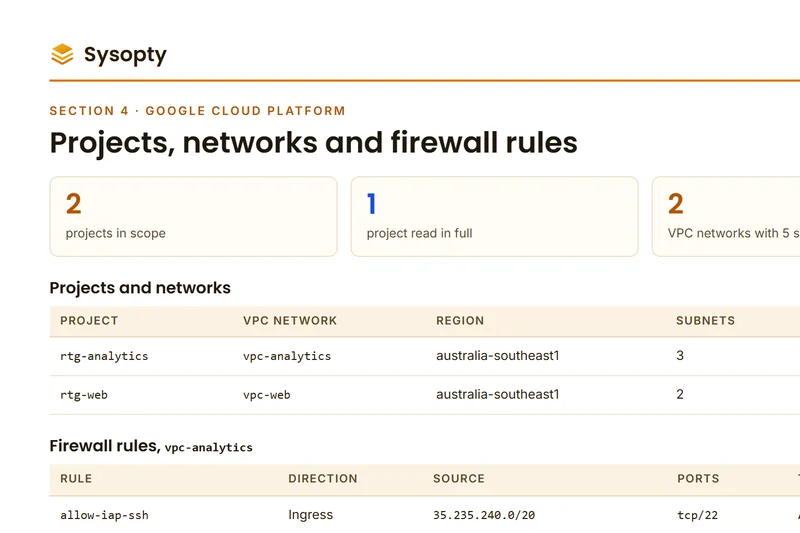 Sysopty
SECTION 4 · GOOGLE CLOUD PLATFORM
Projects, networks and firewall rules
2
projects in scope
1
project read in full
2
VPC networks with 5 s
Projects and networks
PROJECT VPC NETWORK REGION SUBNETS
rtg-analytics vpc-analytics australia-southeast1 3
rtg-web vpc-web australia-southeast1 2
Firewall rules, vpc-analytics
RULE DIRECTION SOURCE PORTS
allow-iap-ssh Ingress 35.235.240.0/20 tcp/22